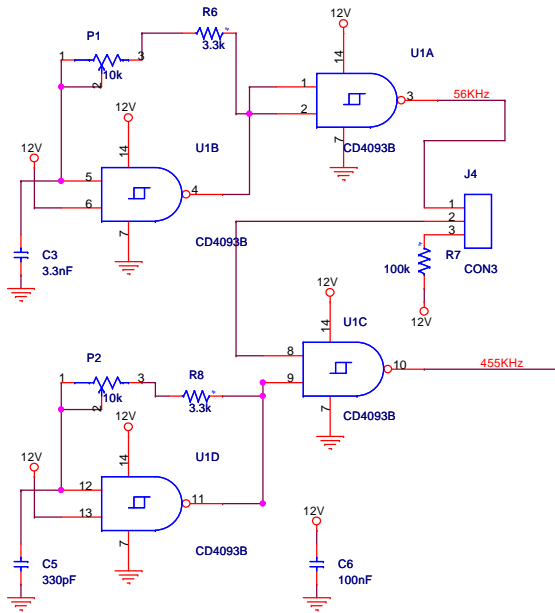 12V
R6
P1
U1A
14
1
3
3.3k
10k
2
1
3
56KHz
2
12V
U1B
7
CD4093B
12V
14
J4
5
4
1
6
2
3
7
CD4093B
R7
C3
3.3nF
100k
CON3
12V
12V
14
U1C
P2
8
10
455KHz
1
3
R8
9
10k
2
3.3k
7
CD4093B
12V
U1D
12V
14
12
11
13
12V
7
CD4093B
C5
330pF
C6
100nF